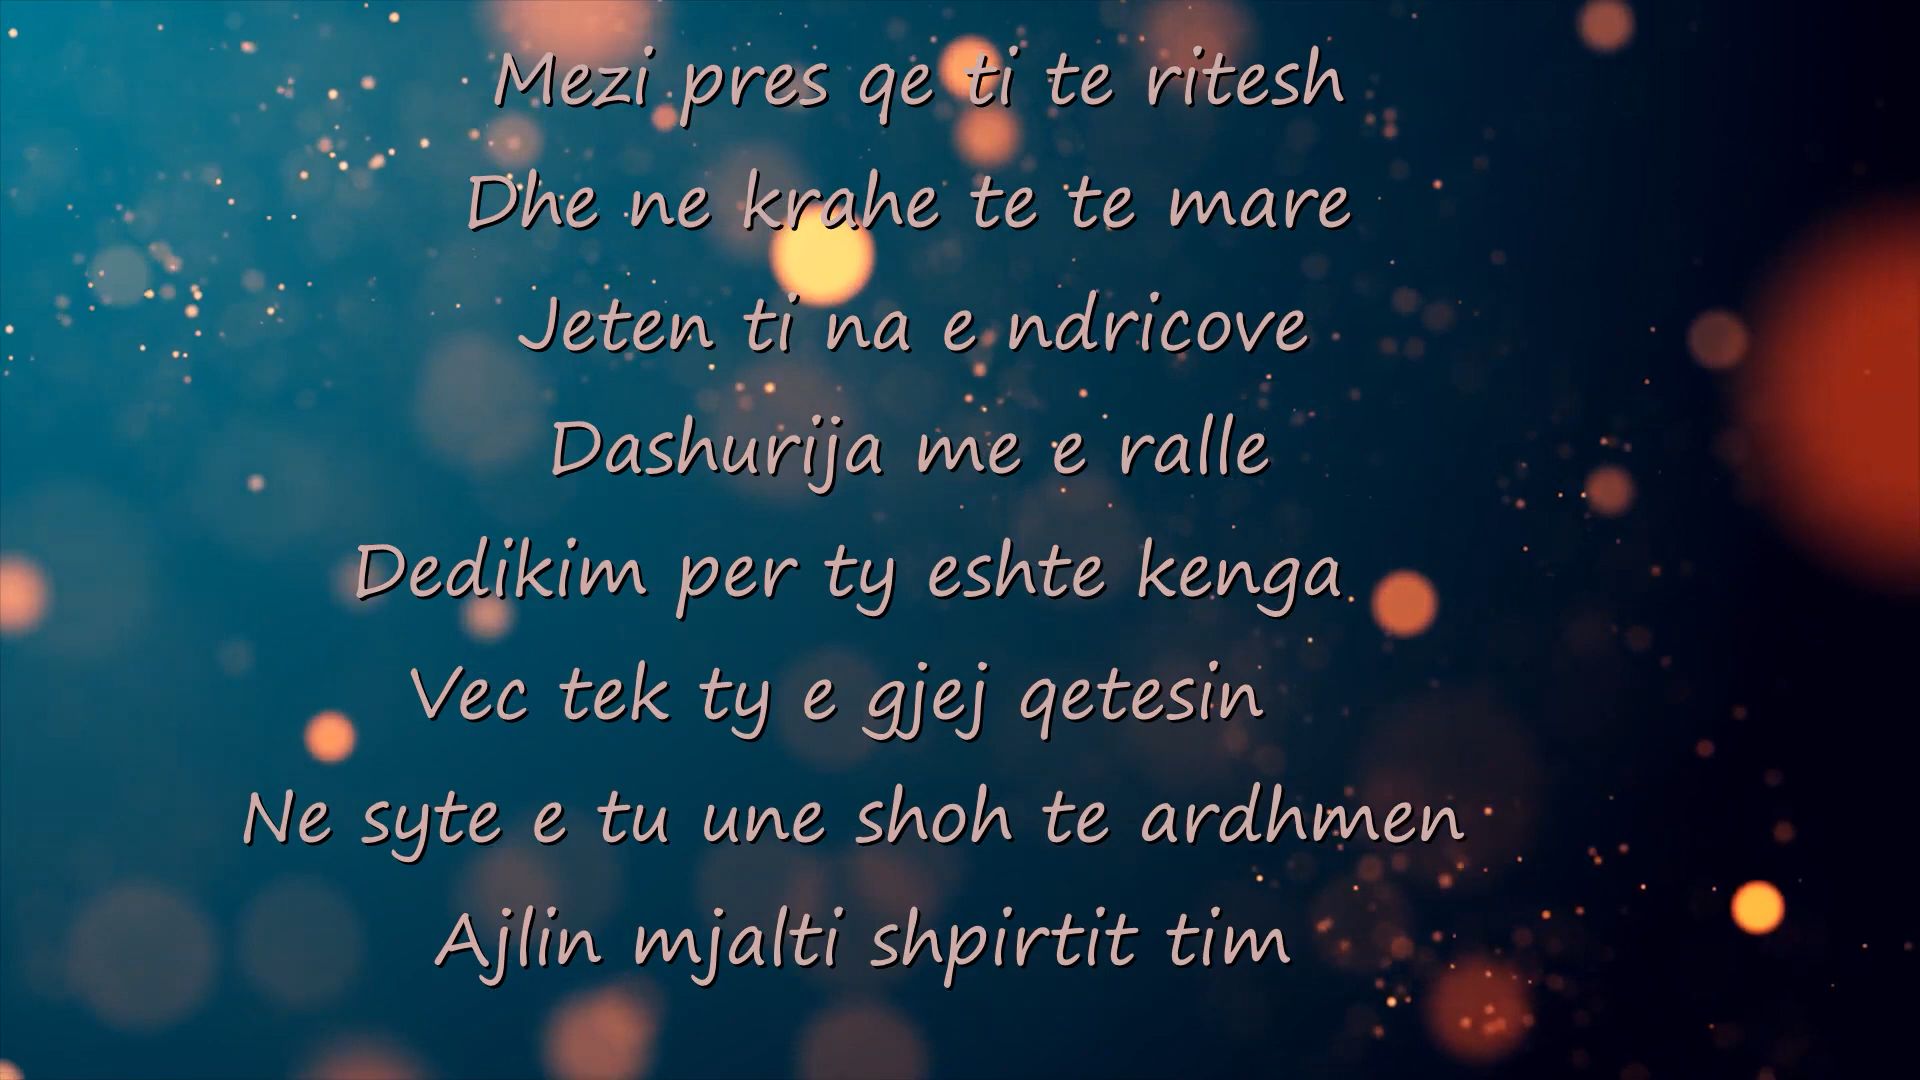 Mezi pres qe ti te ritesh
Dhe ne krahe te te mare
Jeten ti na e ndricove
Dashurija me e ralle
Dedikim per ty eshte kenga
Vec tek ty e gjej qetesin
Ne syte e tu une shoh te ardhmen
Ajlin mjalti shpirtit tim